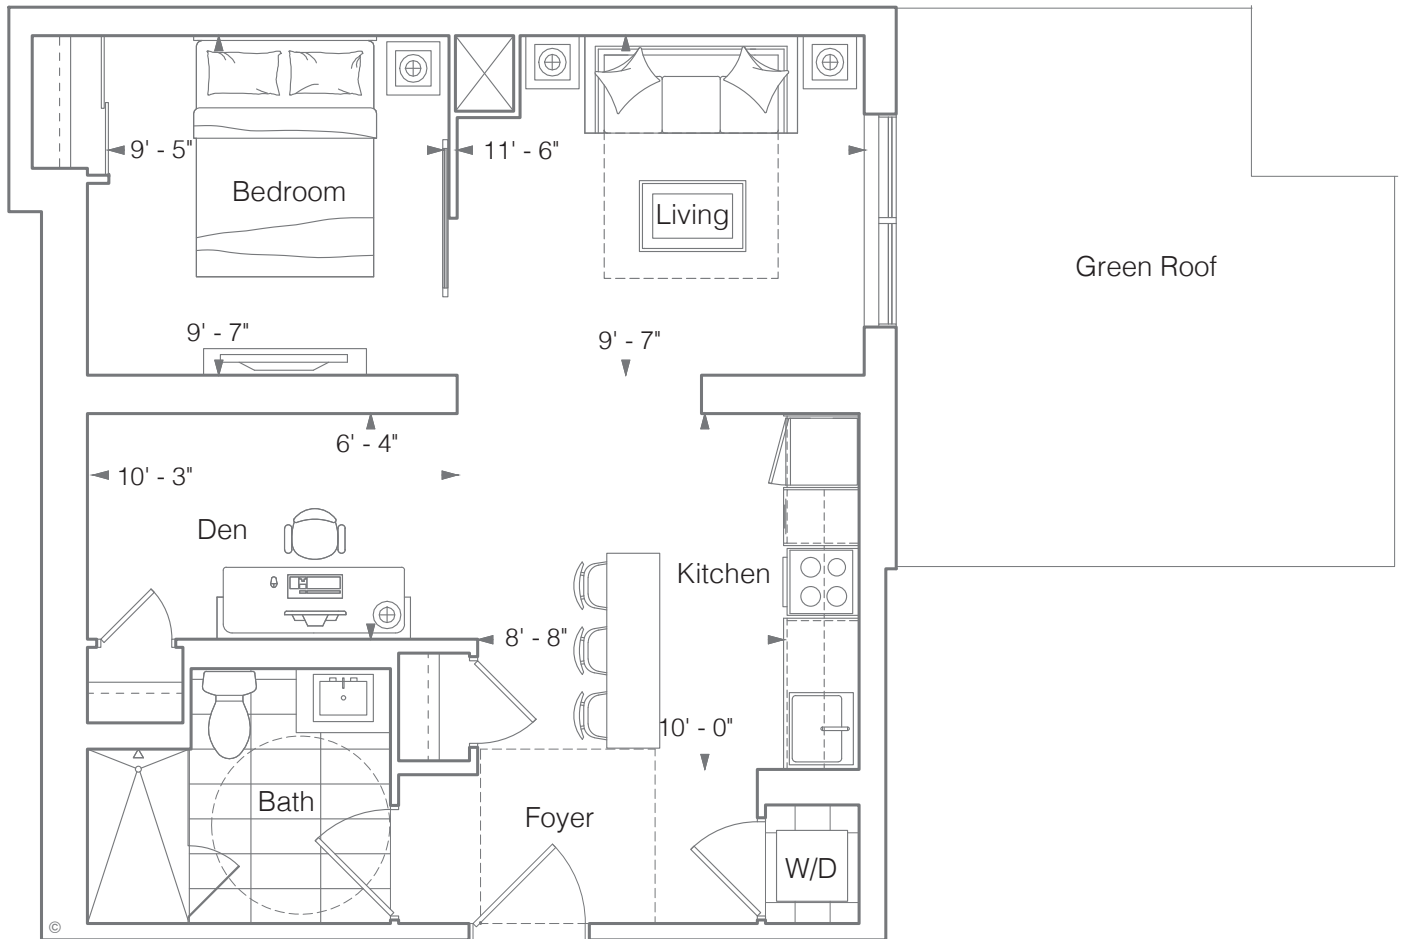 9' - 5"
11' - 6"
Bedroom
Living
Green Roof
9' - 7"
9' - 7"
6' - 4"
10' - 3"
Den
Kitchen
8' - 8"
10' - 0"
Bath
Foyer
W/D
©